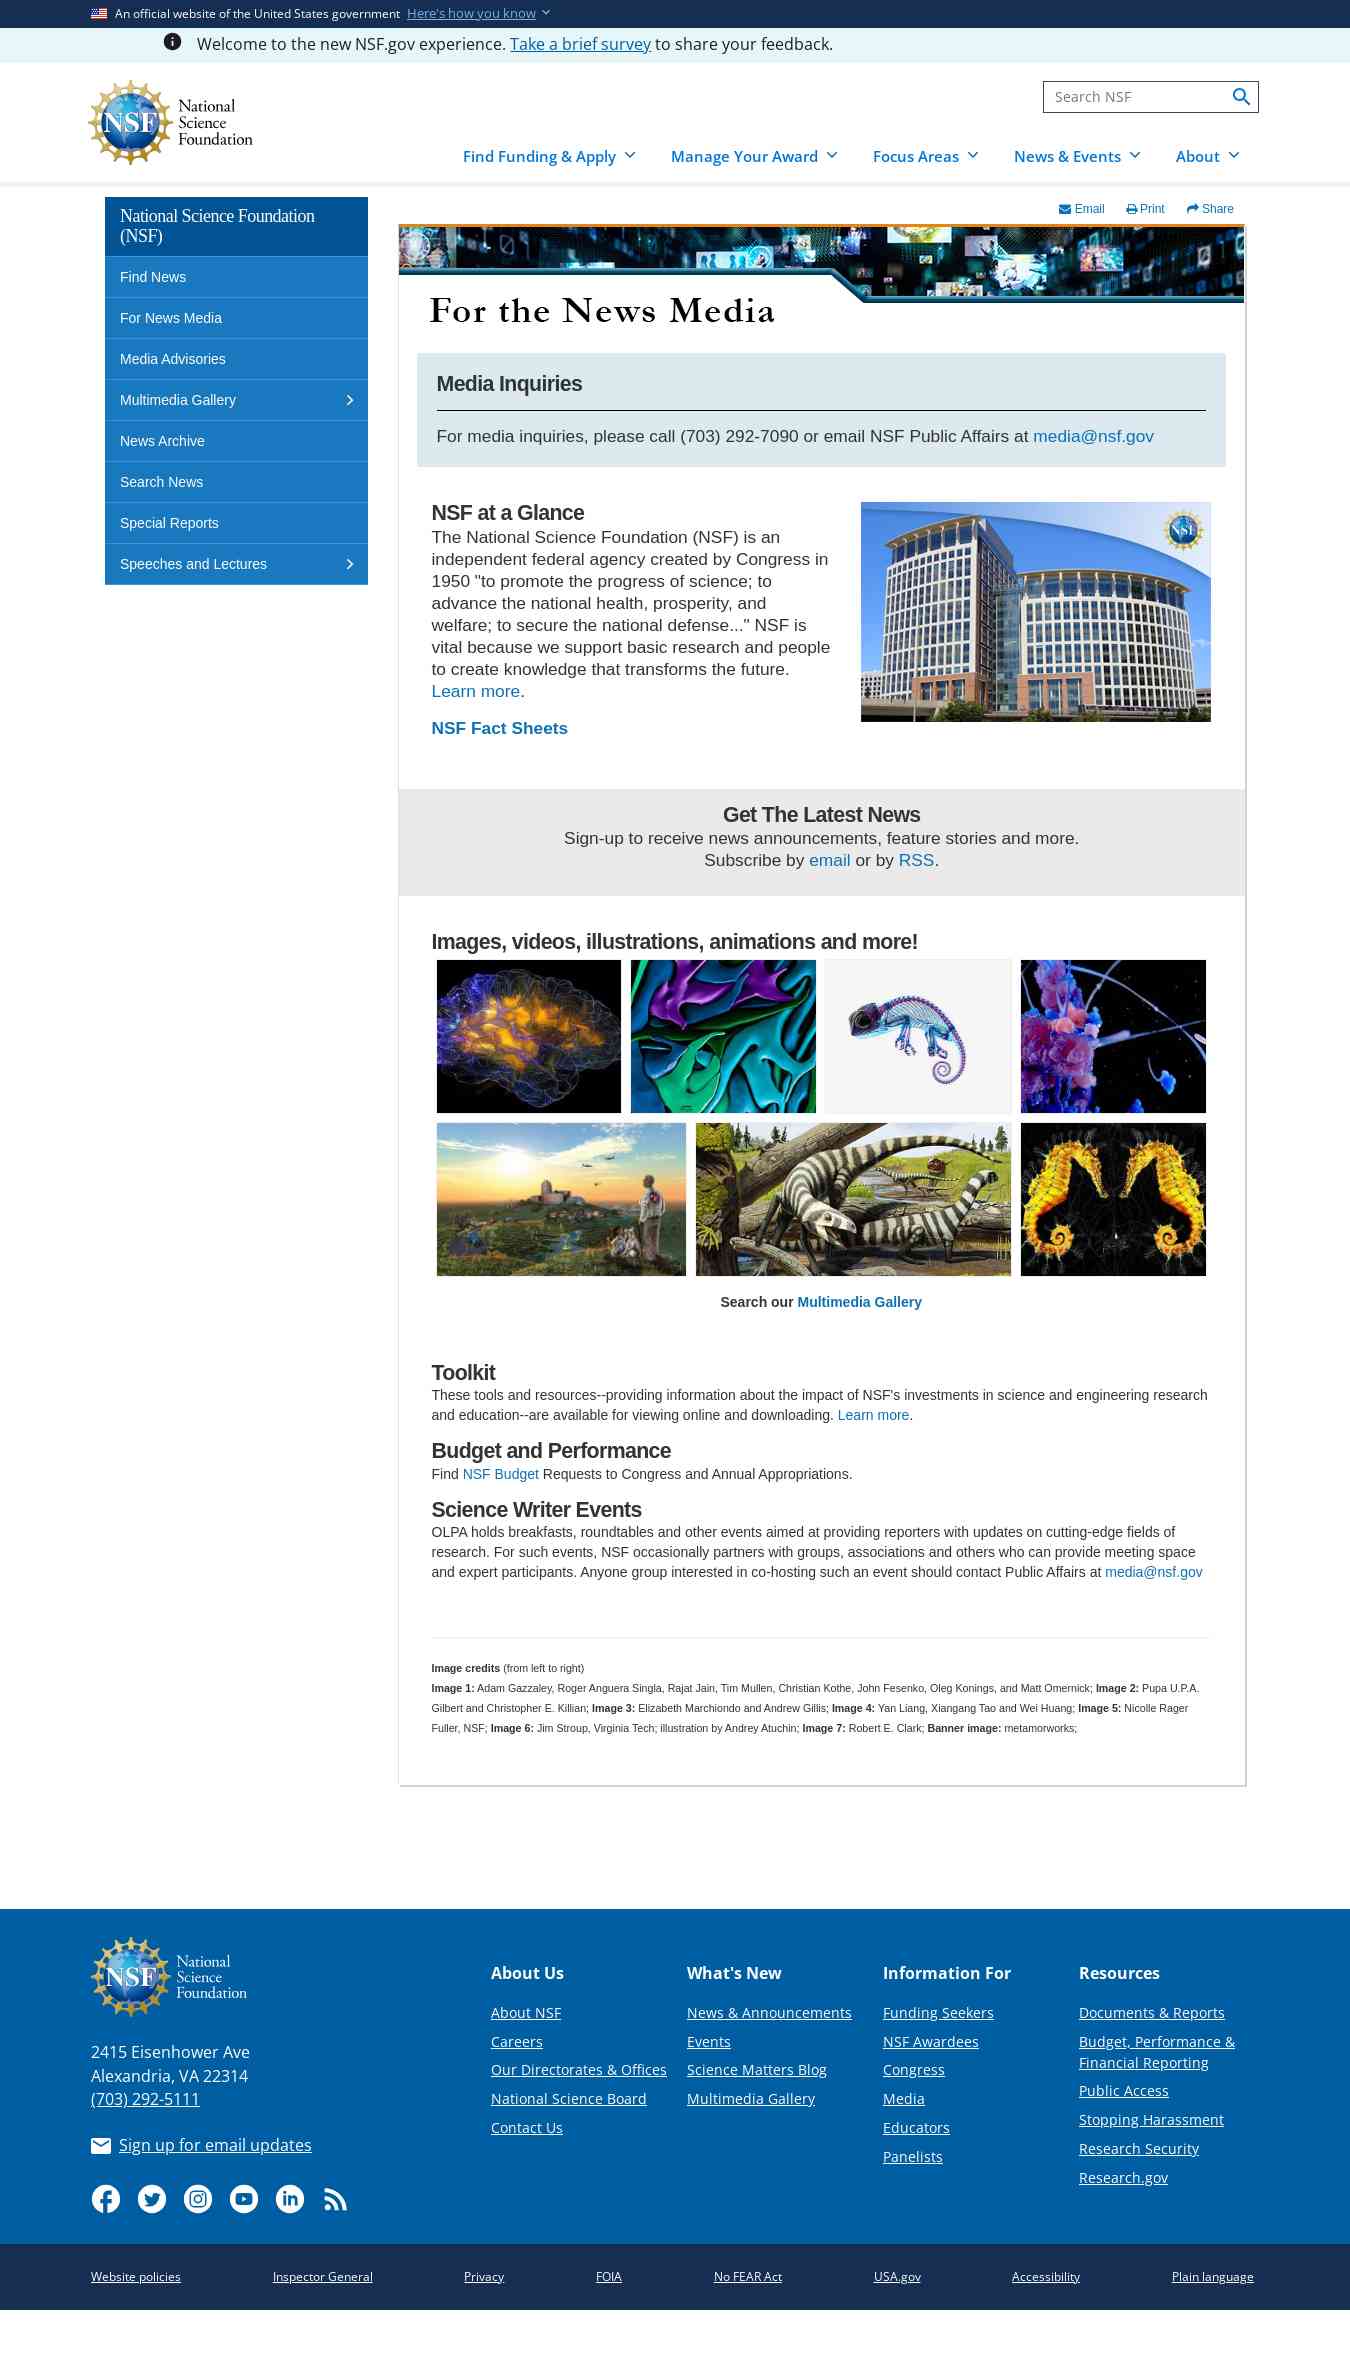 An official website of the United States government Here's how you know
Welcome to the new NSF.gov experience. Take a brief survey to share your feedback.
NSF
National
Science
Foundation
Search NSF
Find Funding & Apply
Manage Your Award
Focus Areas
News & Events
About
National Science Foundation
(NSF)
Find News
For News Media
Media Advisories
Multimedia Gallery
News Archive
Search News
Special Reports
Speeches and Lectures
Email
Print
Share
For the News Media
Media Inquiries
For media inquiries, please call (703) 292-7090 or email NSF Public Affairs at media@nsf.gov
NSF at a Glance
The National Science Foundation (NSF) is an
independent federal agency created by Congress in
1950 "to promote the progress of science; to
advance the national health, prosperity, and
welfare; to secure the national defense..." NSF is
vital because we support basic research and people
to create knowledge that transforms the future.
Learn more.
NSF Fact Sheets
NSF
Get The Latest News
Sign-up to receive news announcements, feature stories and more.
Subscribe by email or by RSS.
Images, videos, illustrations, animations and more!
Search our Multimedia Gallery
Toolkit
These tools and resources--providing information about the impact of NSF's investments in science and engineering research
and education--are available for viewing online and downloading. Learn more.
Budget and Performance
Find NSF Budget Requests to Congress and Annual Appropriations.
Science Writer Events
OLPA holds breakfasts, roundtables and other events aimed at providing reporters with updates on cutting-edge fields of
research. For such events, NSF occasionally partners with groups, associations and others who can provide meeting space
and expert participants. Anyone group interested in co-hosting such an event should contact Public Affairs at media@nsf.gov
Image credits (from left to right)
Image 1: Adam Gazzaley, Roger Anguera Singla, Rajat Jain, Tim Mullen, Christian Kothe, John Fesenko, Oleg Konings, and Matt Omernick; Image 2: Pupa U.P.A.
Gilbert and Christopher E. Killian; Image 3: Elizabeth Marchiondo and Andrew Gillis; Image 4: Yan Liang, Xiangang Tao and Wei Huang; Image 5: Nicolle Rager
Fuller, NSF; Image 6: Jim Stroup, Virginia Tech; illustration by Andrey Atuchin; Image 7: Robert E. Clark; Banner image: metamorworks;
NSF
National
Science
Foundation
2415 Eisenhower Ave
Alexandria, VA 22314
(703) 292-5111
Sign up for email updates
About Us
About NSF
Careers
Our Directorates & Offices
National Science Board
Contact Us
What's New
News & Announcements
Events
Science Matters Blog
Multimedia Gallery
Information For
Funding Seekers
NSF Awardees
Congress
Media
Educators
Panelists
Resources
Documents & Reports
Budget, Performance &
Financial Reporting
Public Access
Stopping Harassment
Research Security
Research.gov
Website policies
Inspector General
Privacy
FOIA
No FEAR Act
USA.gov
Accessibility
Plain language